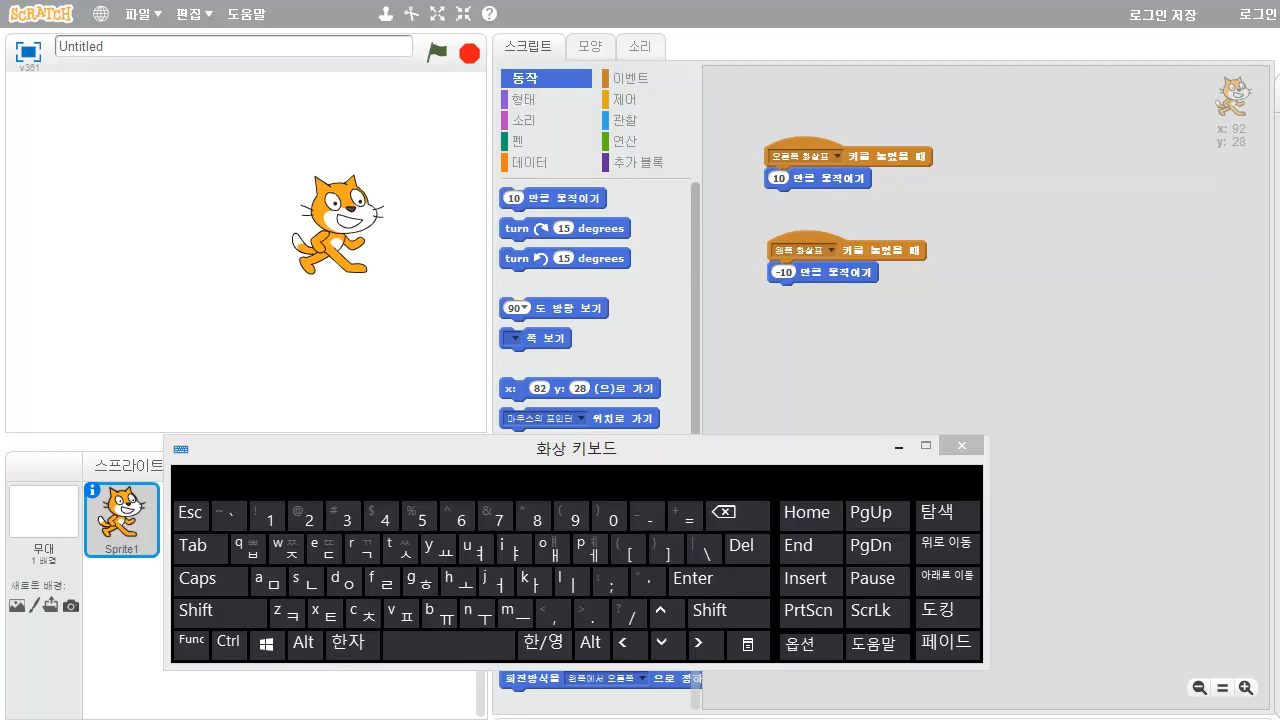 SCRATCH 파일 편집 도움말 로그인 저장 로그인
v361 Untitled
스크립트 모양 소리
동작 이벤트
형태 제어
소리 관찰
펜 연산
데이터 추가 블록
10 만큼 움직이기
turn 15 degrees
turn 15 degrees
90 도 방향 보기
쪽 보기
x: 82 y: 28 (으)로 가기
마우스의 포인터 위치로 가기
회전방식을 왼쪽에서 오른쪽 으로 정하
오른쪽 화살표 키를 눌렀을 때
10 만큼 움직이기
왼쪽 화살표 키를 눌렀을 때
-10 만큼 움직이기
x: 92
y: 28
스프라이트
Sprite1
무대
1 배경
새로운 배경:
화상 키보드
Esc ~ ` ! 1 @ 2 # 3 $ 4 % 5 ^ 6 & 7 * 8 ( 9 ) 0 _ - + = Home PgUp 탐색
Tab q ㅃ ㅂ w ㅉ ㅈ e ㄸ ㄷ r ㄲ ㄱ t ㅆ ㅅ y ㅛ u ㅕ i ㅑ o ㅒ ㅐ p ㅖ ㅔ { [ } ] | \ Del End PgDn 위로 이동
Caps a ㅁ s ㄴ d ㅇ f ㄹ g ㅎ h ㅗ j ㅓ k ㅏ l ㅣ : ; " ' Enter Insert Pause 아래로 이동
Shift z ㅋ x ㅌ c ㅊ v ㅍ b ㅠ n ㅜ m ㅡ < , > . ? / Shift PrtScn ScrLk 도킹
Func Ctrl Alt 한자 한/영 Alt 옵션 도움말 페이드